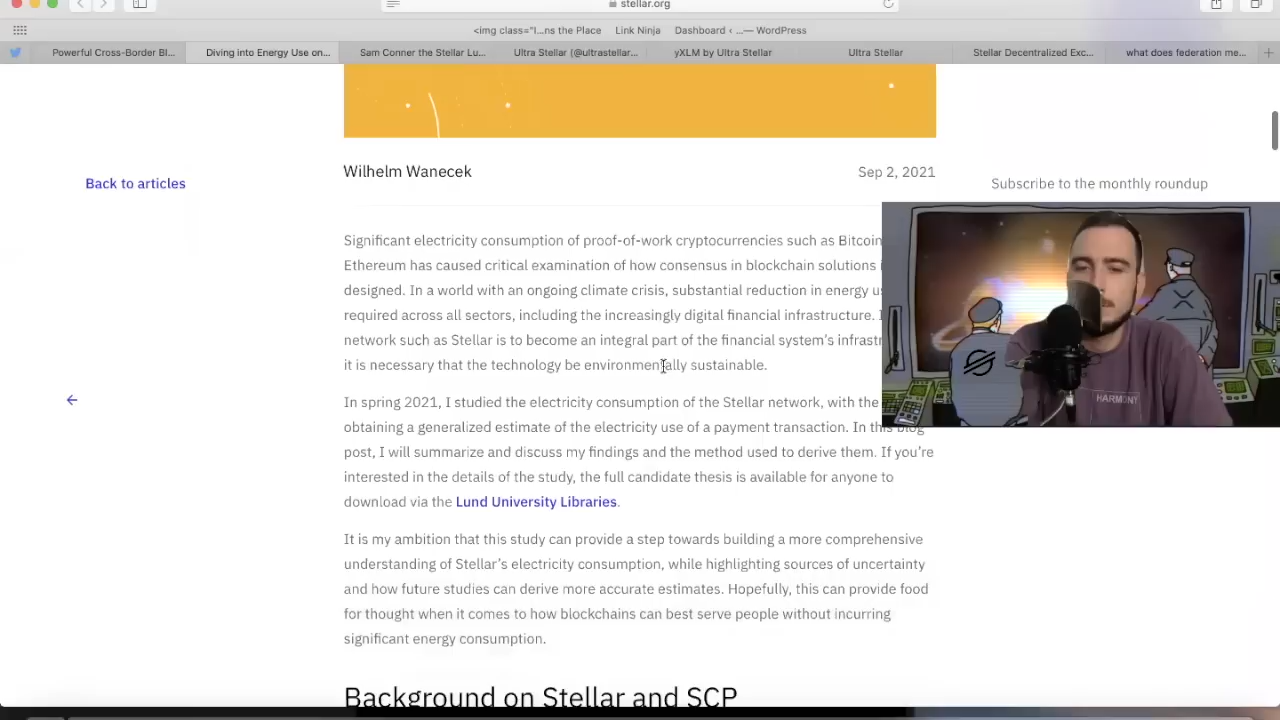 stellar.org
<img class="l...ns the Place Link Ninja Dashboard ‹ ...— WordPress
Powerful Cross-Border Bl... Diving into Energy Use on... Sam Conner the Stellar Lu... Ultra Stellar (@ultrastellar... yXLM by Ultra Stellar Ultra Stellar Stellar Decentralized Exc... what does federation me...
Wilhelm Wanecek Sep 2, 2021
Back to articles Subscribe to the monthly roundup
Significant electricity consumption of proof-of-work cryptocurrencies such as Bitcoin
Ethereum has caused critical examination of how consensus in blockchain solutions
designed. In a world with an ongoing climate crisis, substantial reduction in energy
required across all sectors, including the increasingly digital financial infrastructure.
network such as Stellar is to become an integral part of the financial system's
it is necessary that the technology be environmentally sustainable.
In spring 2021, I studied the electricity consumption of the Stellar network, with the
obtaining a generalized estimate of the electricity use of a payment transaction. In this blog
post, I will summarize and discuss my findings and the method used to derive them. If you're
interested in the details of the study, the full candidate thesis is available for anyone to
download via the Lund University Libraries.
It is my ambition that this study can provide a step towards building a more comprehensive
understanding of Stellar's electricity consumption, while highlighting sources of uncertainty
and how future studies can derive more accurate estimates. Hopefully, this can provide food
for thought when it comes to how blockchains can best serve people without incurring
significant energy consumption.
Background on Stellar and SCP
HARMONY